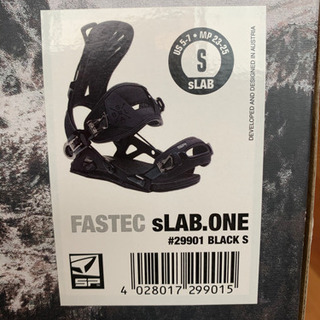 US 5-7 • MP 23-25
S
sLAB
DEVELOPED AND DESIGNED IN AUSTRIA
FASTEC sLAB.ONE
#29901 BLACK S
SP
4 028017 299015